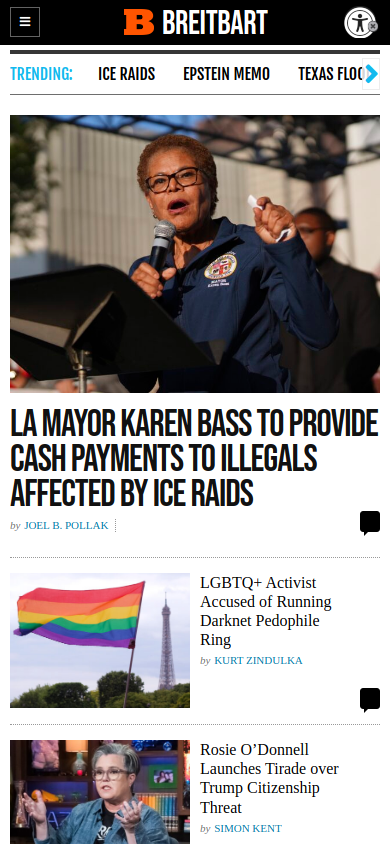 BREITBART
TRENDING: ICE RAIDS EPSTEIN MEMO TEXAS FLOO
LA MAYOR KAREN BASS TO PROVIDE
CASH PAYMENTS TO ILLEGALS
AFFECTED BY ICE RAIDS
by JOEL B. POLLAK
LGBTQ+ Activist
Accused of Running
Darknet Pedophile
Ring
by KURT ZINDULKA
Rosie O’Donnell
Launches Tirade over
Trump Citizenship
Threat
by SIMON KENT